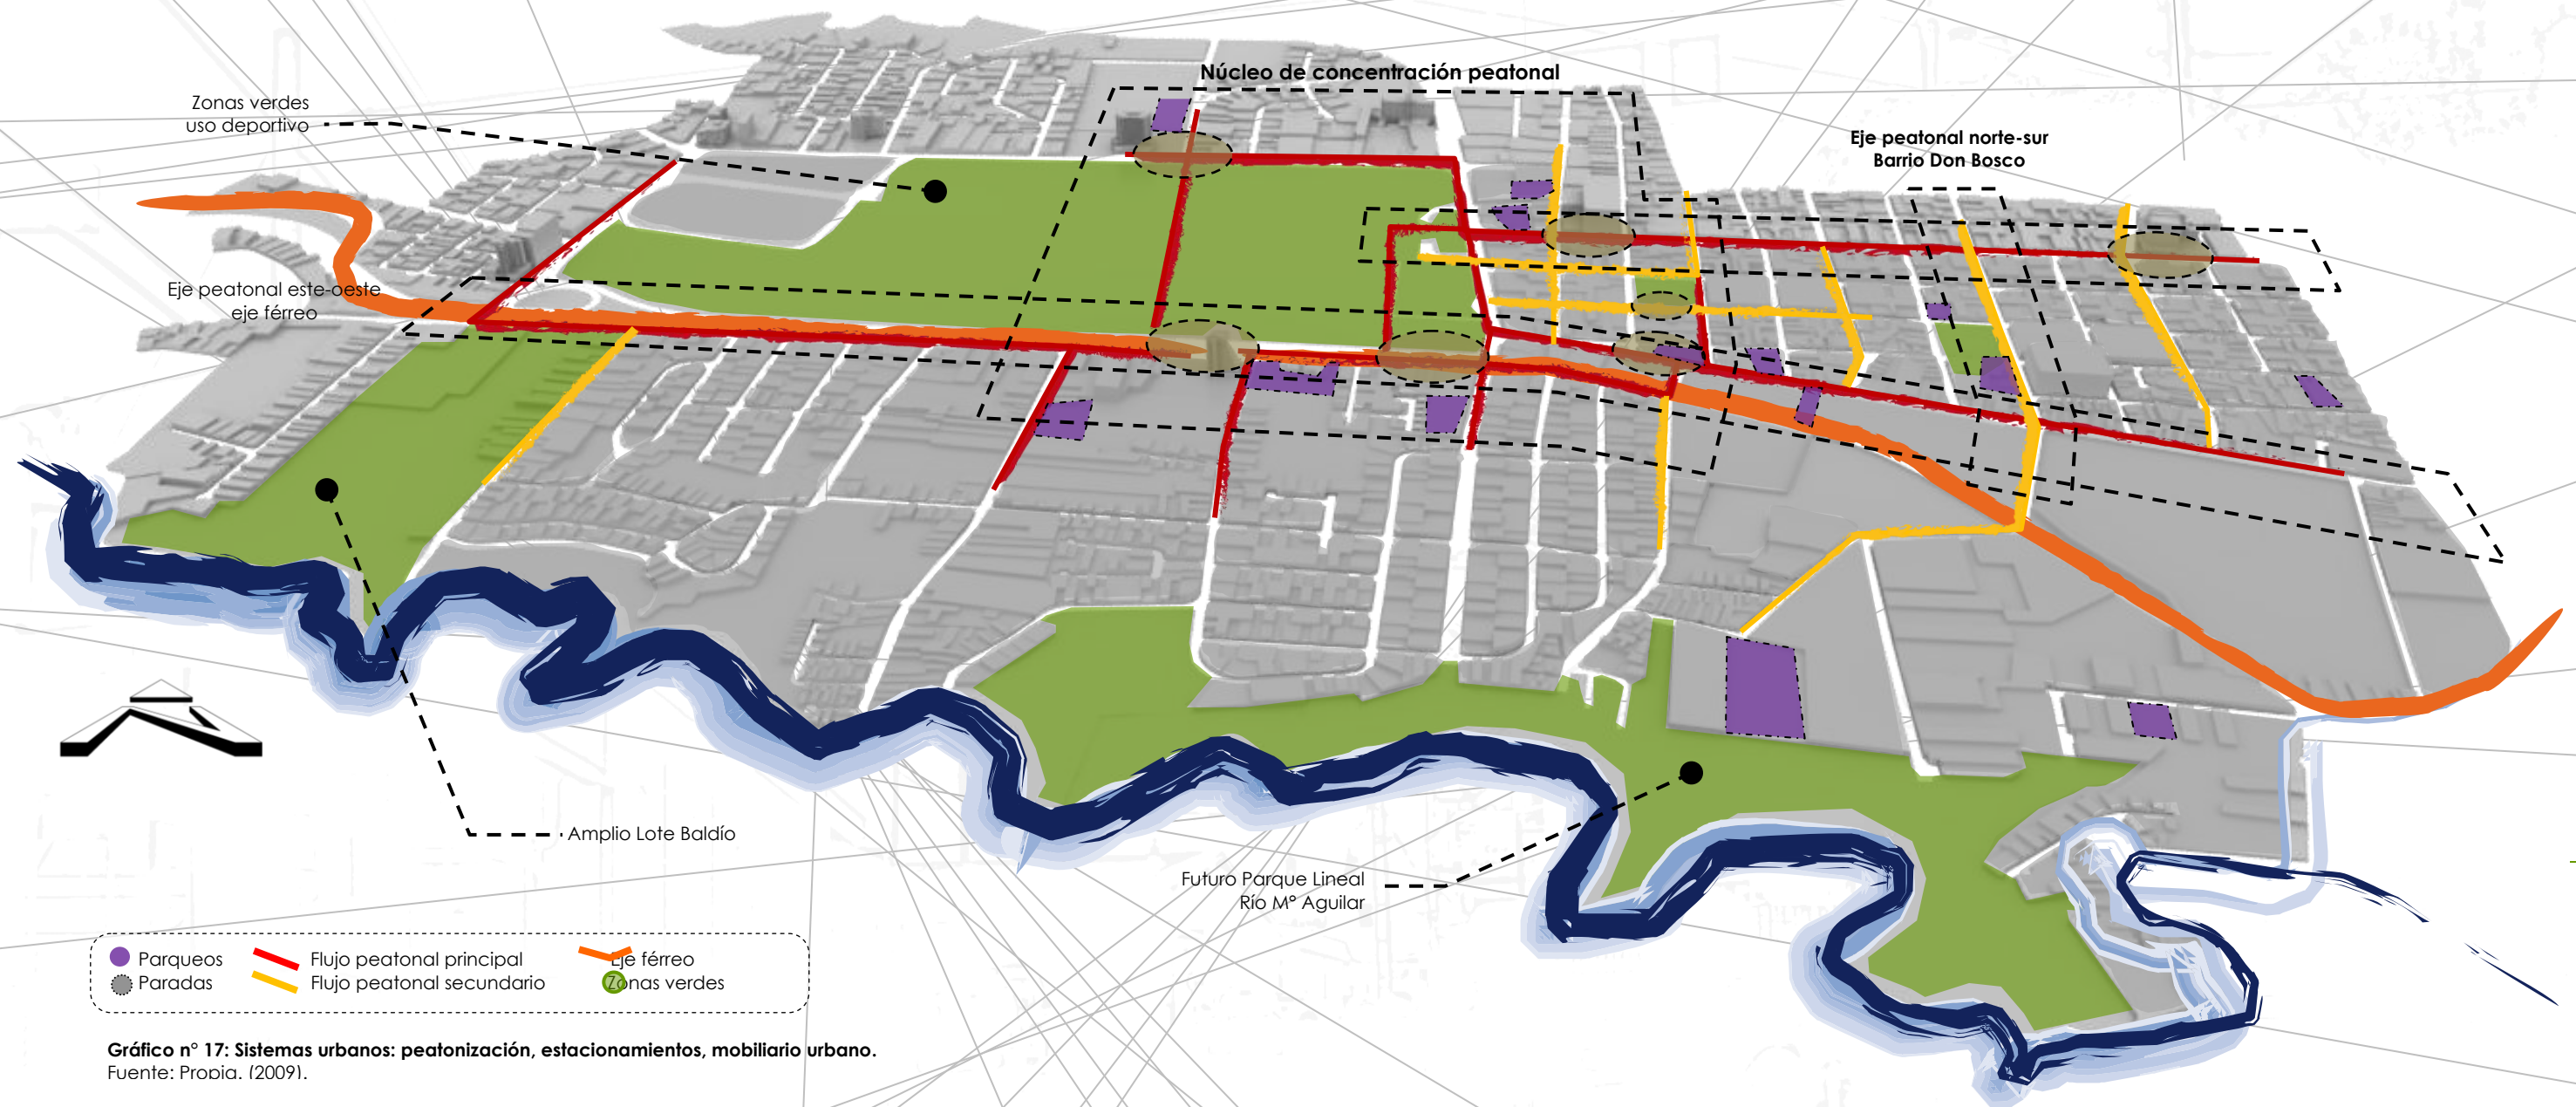 Núcleo de concentración peatonal
Zonas verdes
uso deportivo
Eje peatonal norte-sur
Barrio Don Bosco
Eje peatonal este-oeste
eje férreo
Amplio Lote Baldío
Futuro Parque Lineal
Río Mº Aguilar
Parqueos
Flujo peatonal principal
Eje férreo
Paradas
Flujo peatonal secundario
Zonas verdes
Gráfico n° 17: Sistemas urbanos: peatonización, estacionamientos, mobiliario urbano.
Fuente: Propia. (2009).